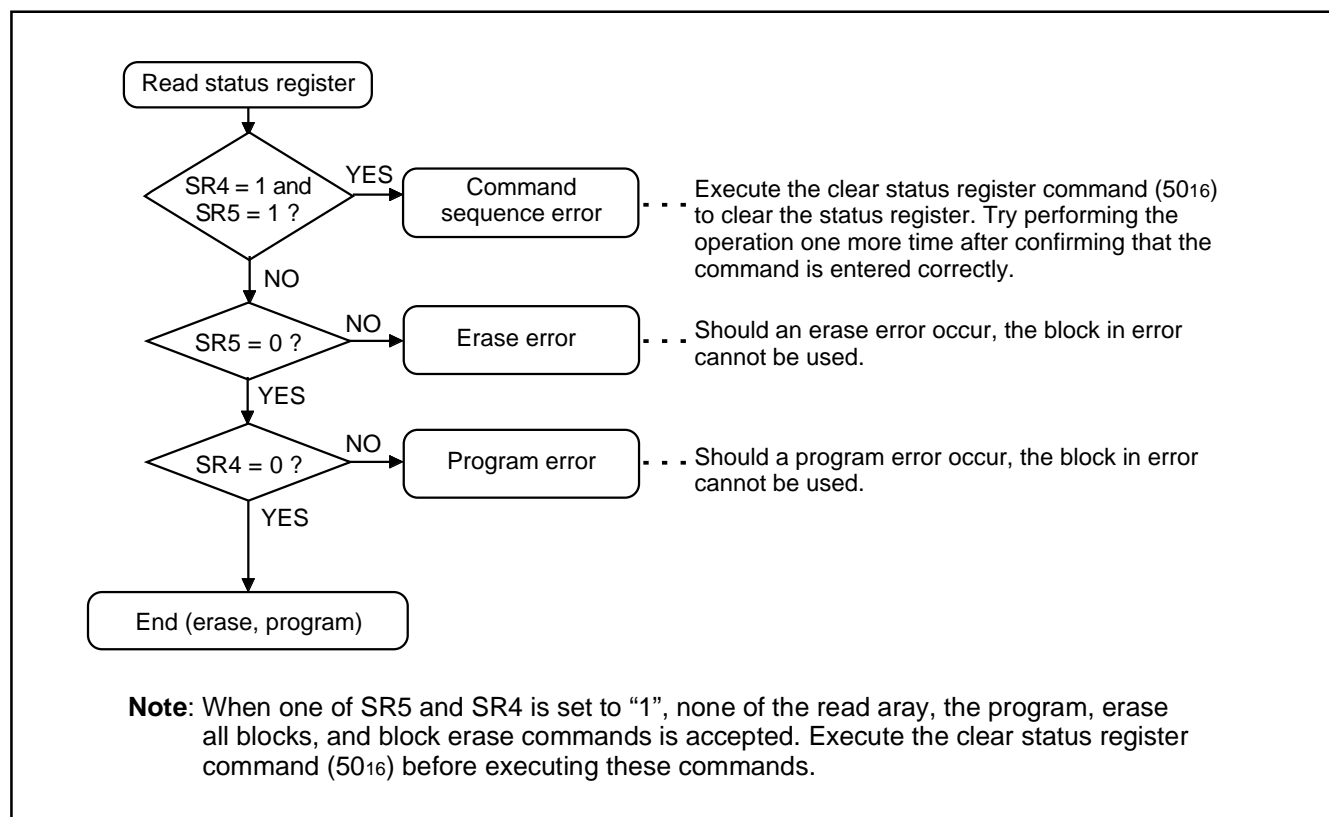 Read status register
SR4 = 1 and
SR5 = 1 ?
YES
Command
sequence error
Execute the clear status register command (5016)
to clear the status register. Try performing the
operation one more time after confirming that the
command is entered correctly.
NO
SR5 = 0 ?
NO
Erase error
Should an erase error occur, the block in error
cannot be used.
YES
SR4 = 0 ?
NO
Program error
Should a program error occur, the block in error
cannot be used.
YES
End (erase, program)
Note: When one of SR5 and SR4 is set to “1”, none of the read aray, the program, erase
all blocks, and block erase commands is accepted. Execute the clear status register
command (5016) before executing these commands.